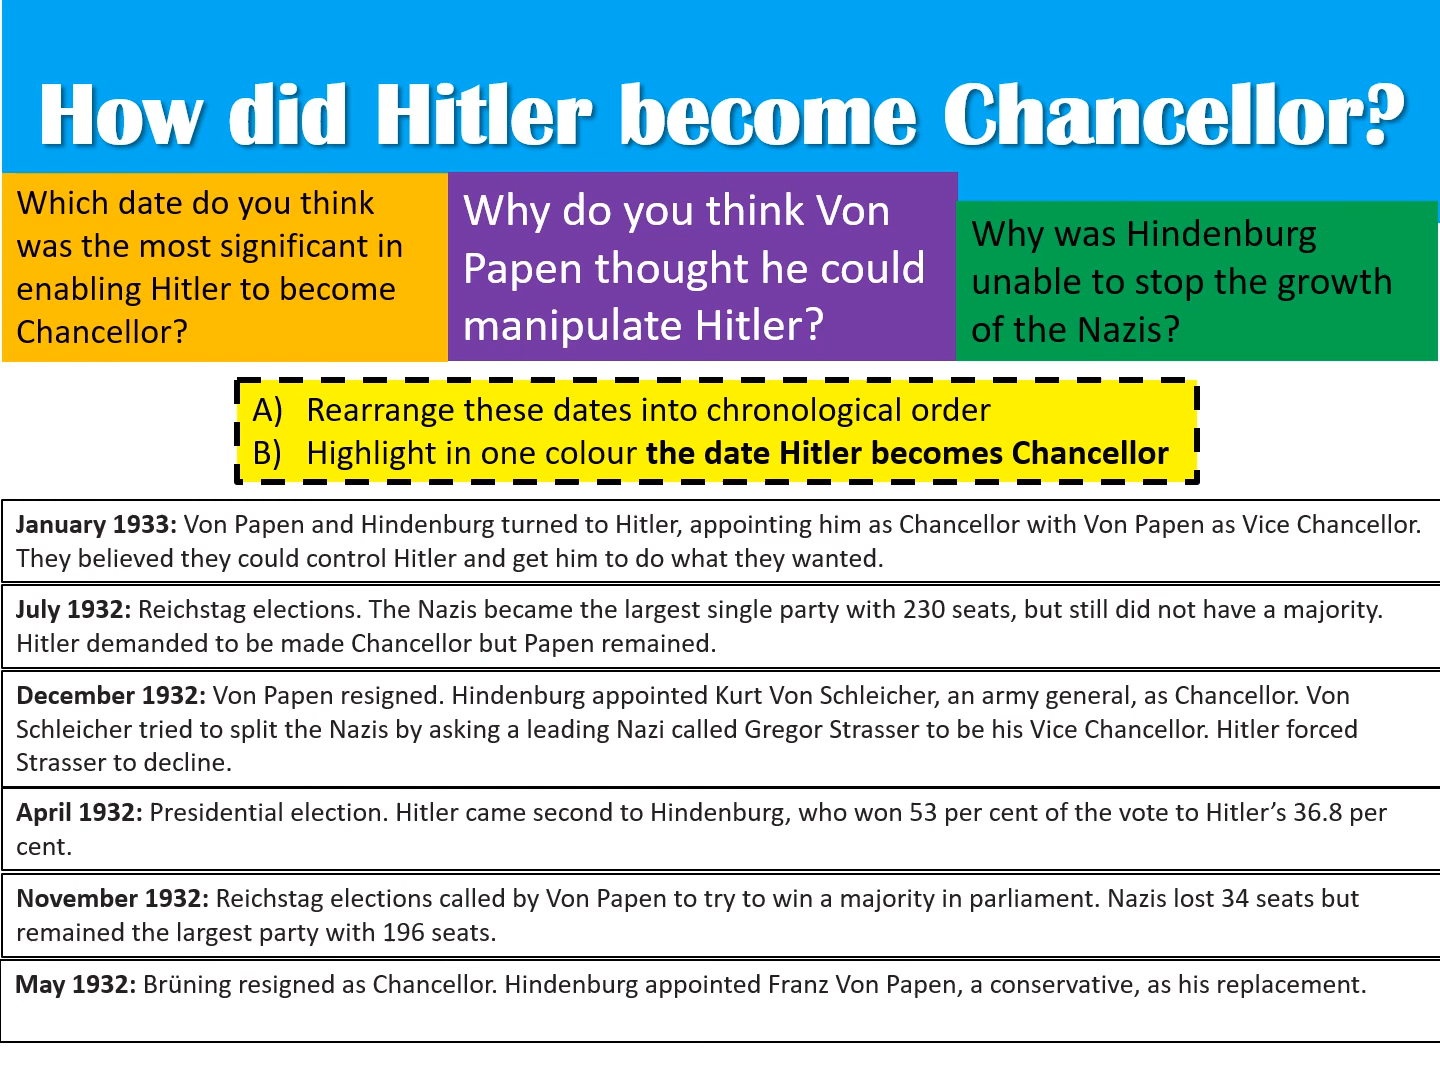 How did Hitler become Chancellor?
Which date do you think
was the most significant in
enabling Hitler to become
Chancellor?
Why do you think Von
Papen thought he could
manipulate Hitler?
Why was Hindenburg
unable to stop the growth
of the Nazis?
A) Rearrange these dates into chronological order
B) Highlight in one colour the date Hitler becomes Chancellor
January 1933: Von Papen and Hindenburg turned to Hitler, appointing him as Chancellor with Von Papen as Vice Chancellor.
They believed they could control Hitler and get him to do what they wanted.
July 1932: Reichstag elections. The Nazis became the largest single party with 230 seats, but still did not have a majority.
Hitler demanded to be made Chancellor but Papen remained.
December 1932: Von Papen resigned. Hindenburg appointed Kurt Von Schleicher, an army general, as Chancellor. Von
Schleicher tried to split the Nazis by asking a leading Nazi called Gregor Strasser to be his Vice Chancellor. Hitler forced
Strasser to decline.
April 1932: Presidential election. Hitler came second to Hindenburg, who won 53 per cent of the vote to Hitler’s 36.8 per
cent.
November 1932: Reichstag elections called by Von Papen to try to win a majority in parliament. Nazis lost 34 seats but
remained the largest party with 196 seats.
May 1932: Brüning resigned as Chancellor. Hindenburg appointed Franz Von Papen, a conservative, as his replacement.